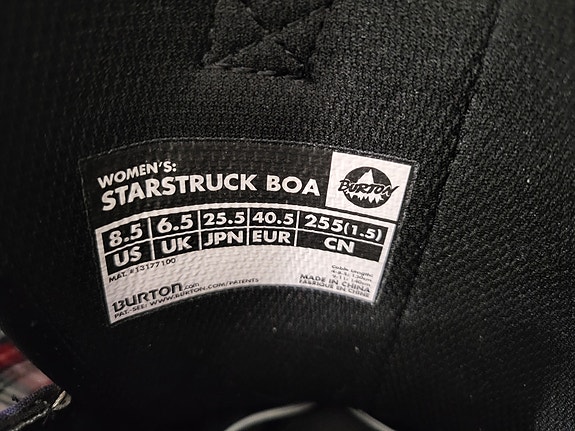 WOMEN'S:
STARSTRUCK BOA
BURTON
8.5 6.5 25.5 40.5 255(1.5)
US UK JPN EUR CN
MAT. #13177100
BURTON.com
PAT.-SEE: WWW.BURTON.COM/PATENTS
MADE IN CHINA
FABRIQUÉ EN CHINE